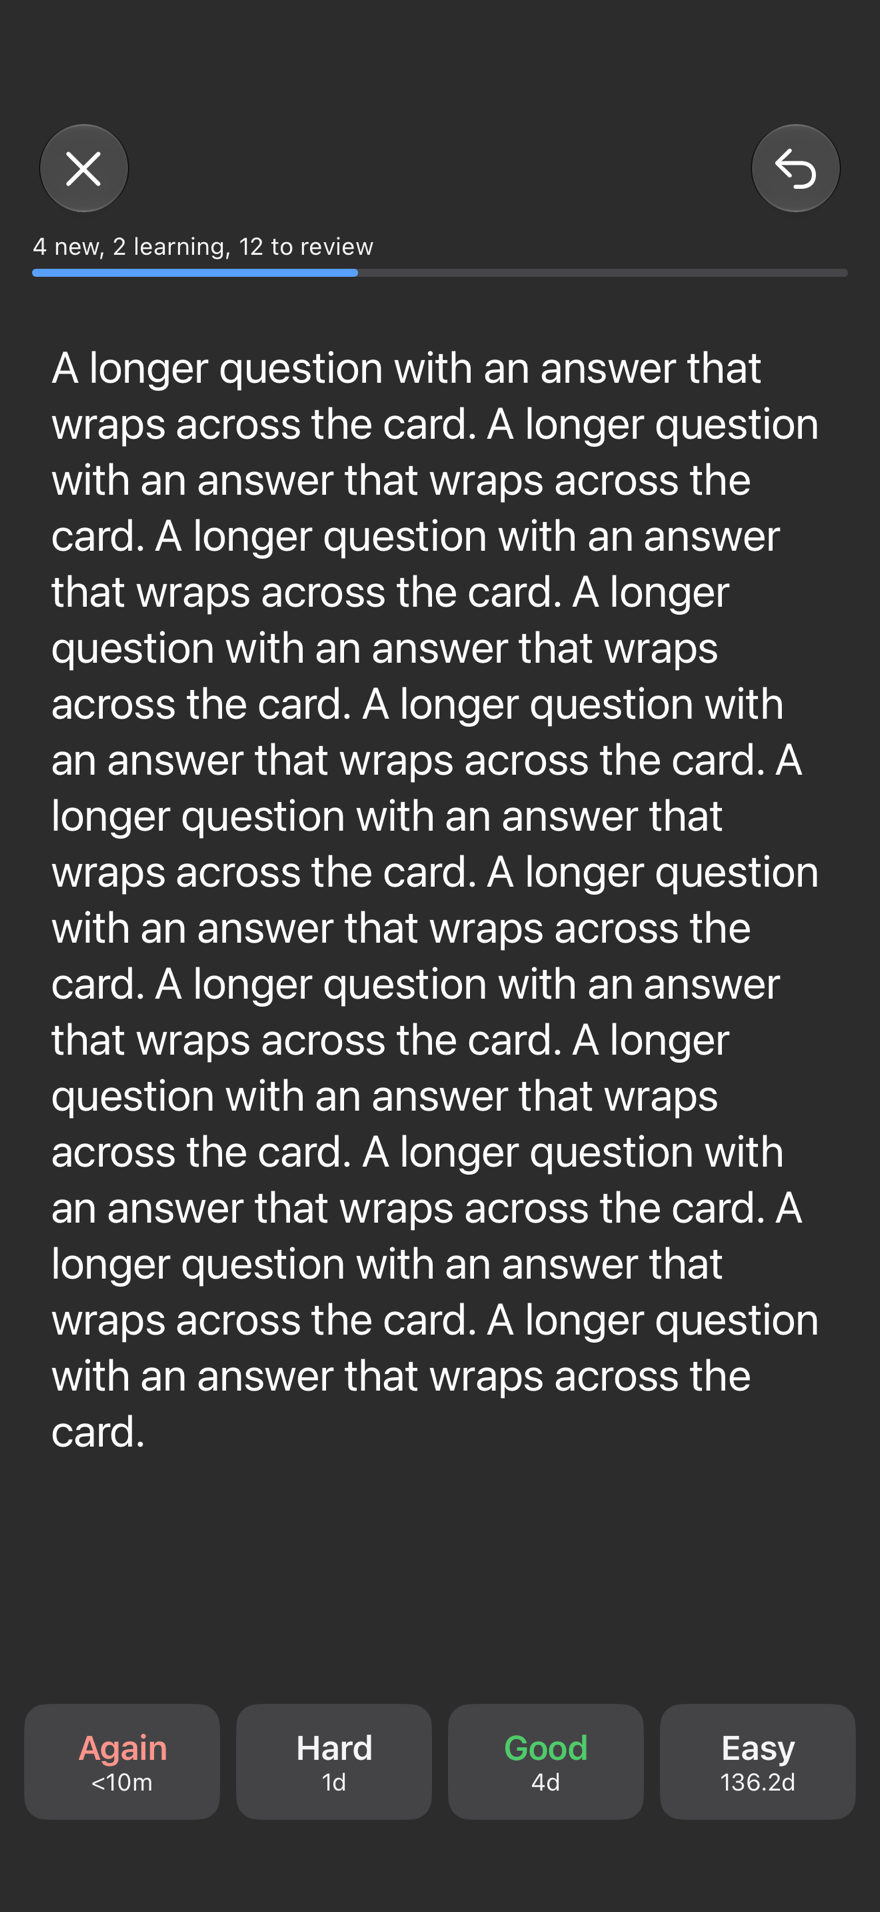 4 new, 2 learning, 12 to review
A longer question with an answer that
wraps across the card. A longer question
with an answer that wraps across the
card. A longer question with an answer
that wraps across the card. A longer
question with an answer that wraps
across the card. A longer question with
an answer that wraps across the card. A
longer question with an answer that
wraps across the card. A longer question
with an answer that wraps across the
card. A longer question with an answer
that wraps across the card. A longer
question with an answer that wraps
across the card. A longer question with
an answer that wraps across the card. A
longer question with an answer that
wraps across the card. A longer question
with an answer that wraps across the
card.
Again
<10m
Hard
1d
Good
4d
Easy
136.2d